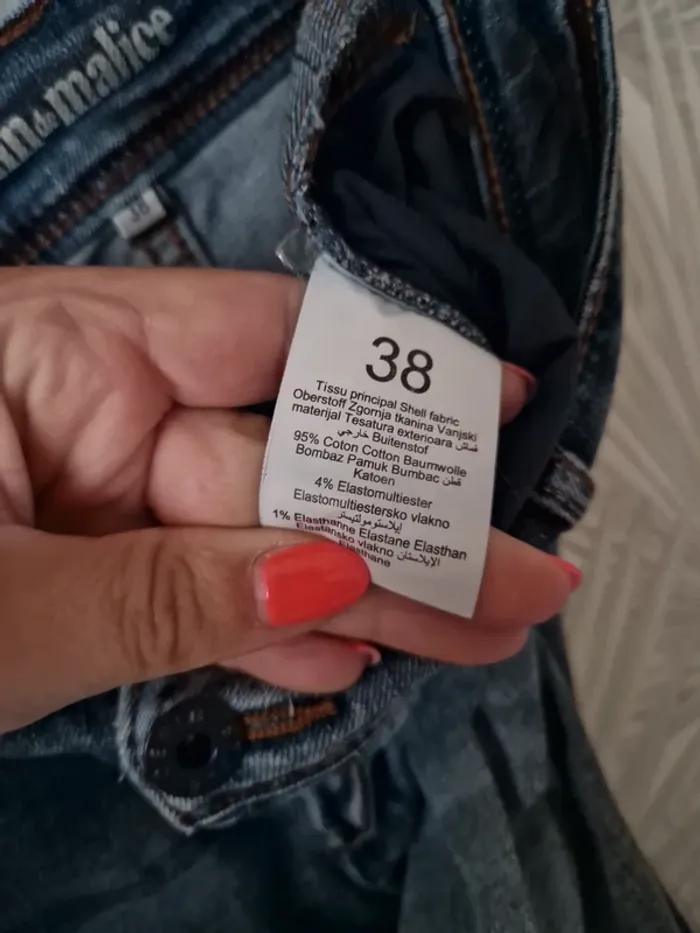 n&malice
38
38
Tissu principal Shell fabric
Oberstoff Zgornja tkanina Vanjski
materijal Tesatura exterioara قماش
خارجي Buitenstof
95% Coton Cotton Baumwolle
Bombaz Pamuk Bumbac قطن
Katoen
4% Elastomultiester
Elastomultiestersko vlakno
إيلاستومولتيستر
1% Elasthanne Elastane Elasthan
Elastansko vlakno الإيلاستان
Elasthane